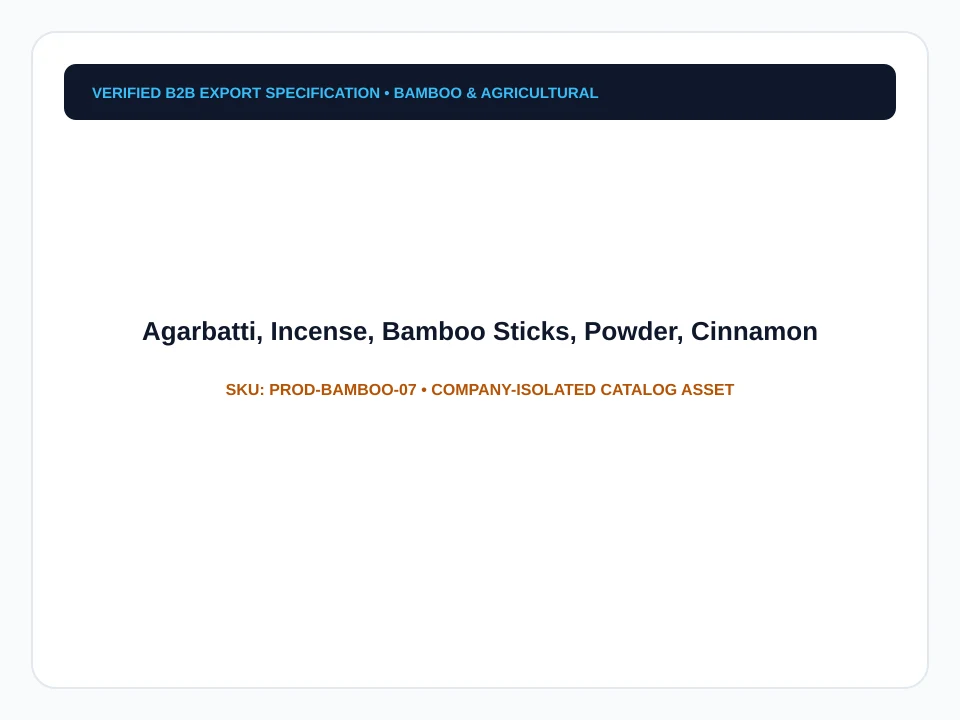 VERIFIED B2B EXPORT SPECIFICATION • BAMBOO & AGRICULTURAL
Agarbatti, Incense, Bamboo Sticks, Powder, Cinnamon
SKU: PROD-BAMBOO-07 • COMPANY-ISOLATED CATALOG ASSET